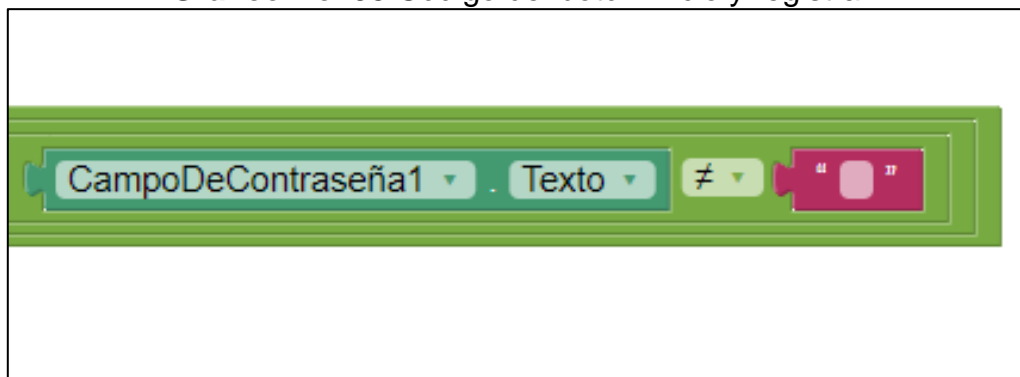 CampoDeContraseña1 . Texto ≠ “ ”